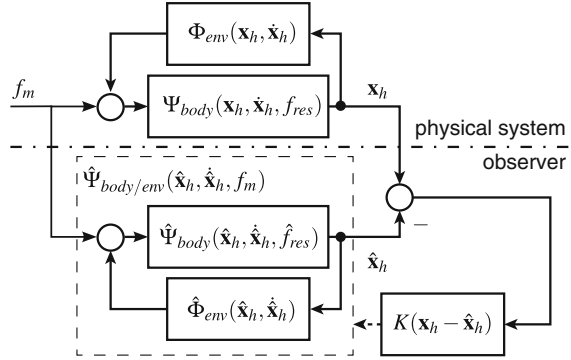 Φ_env(x_h, ẋ_h)
f_m
Ψ_body(x_h, ẋ_h, f_res)
x_h
physical system
observer
Ψ̂_body/env(x̂_h, ẋ̂_h, f_m)
Ψ̂_body(x̂_h, ẋ̂_h, f̂_res)
−
x̂_h
Φ̂_env(x̂_h, ẋ̂_h)
K(x_h − x̂_h)